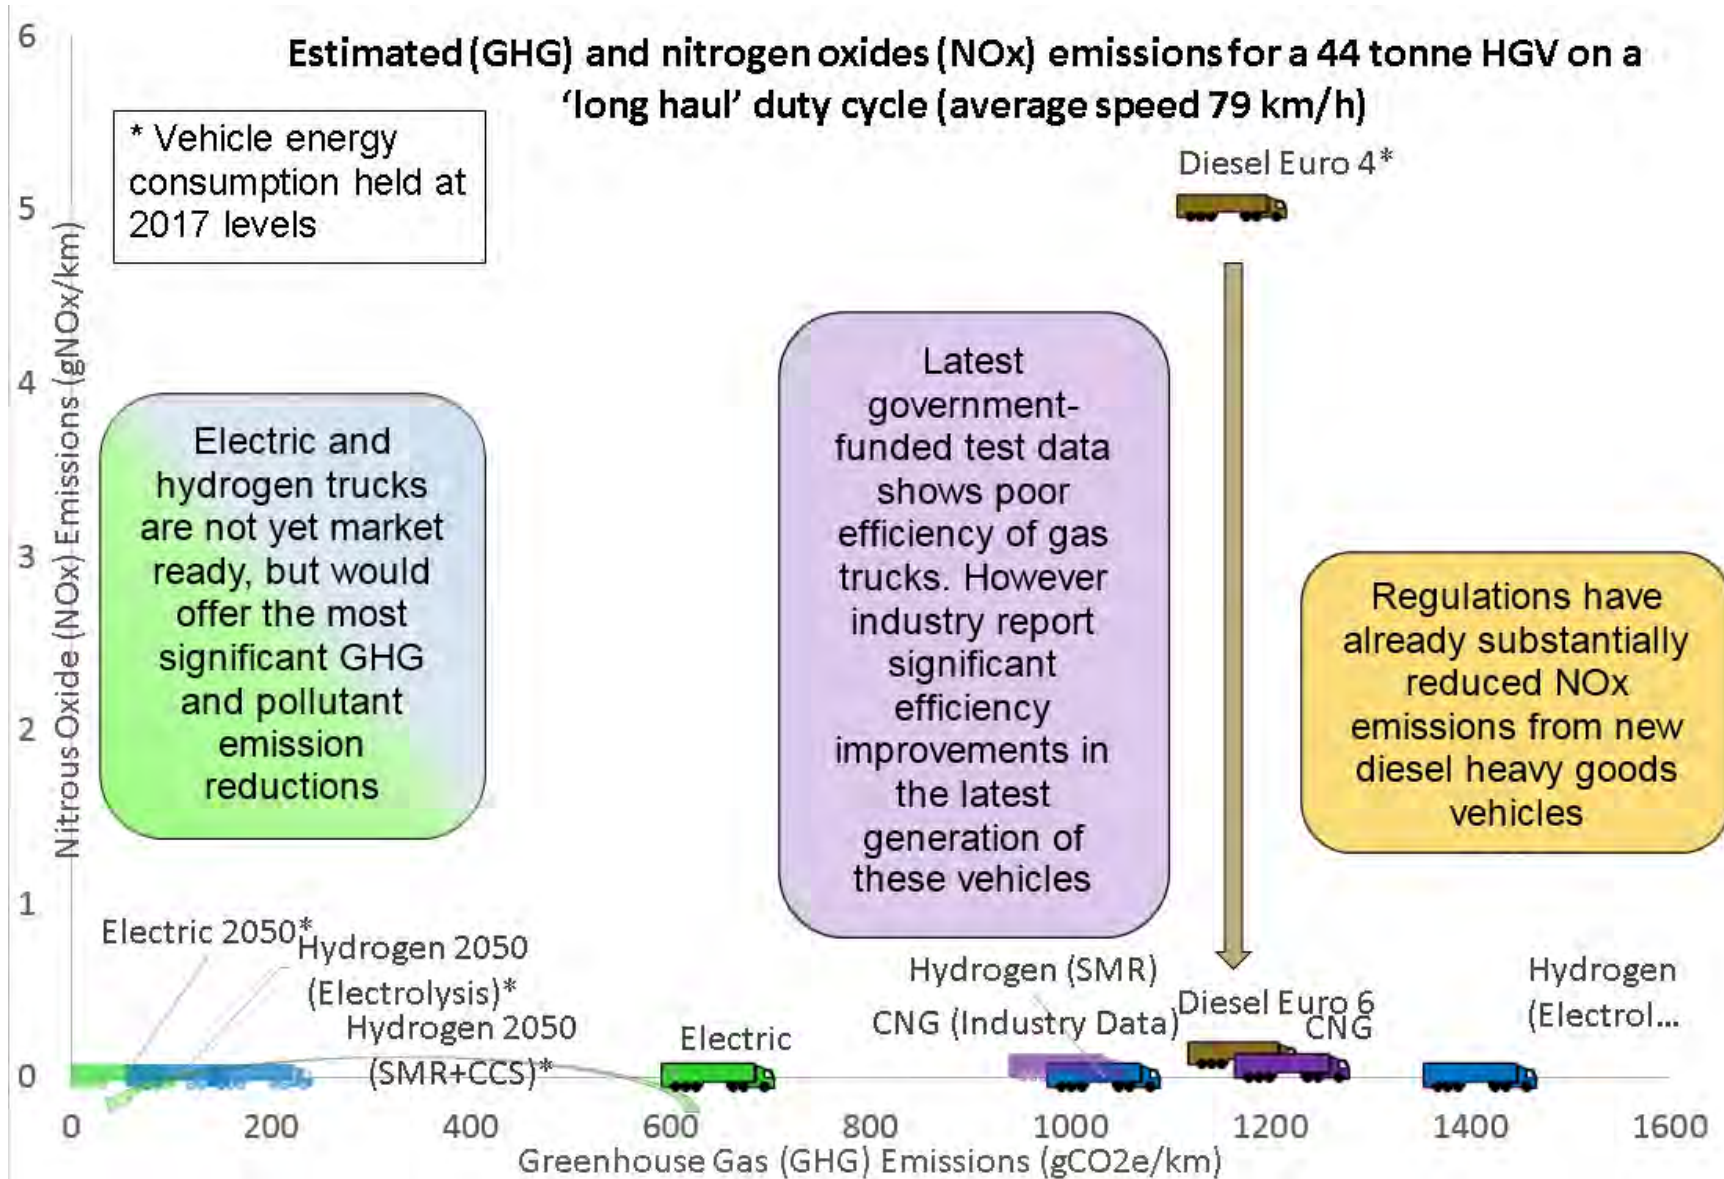 Estimated (GHG) and nitrogen oxides (NOx) emissions for a 44 tonne HGV on a
‘long haul’ duty cycle (average speed 79 km/h)
* Vehicle energy
consumption held at
2017 levels
Nitrous Oxide (NOx) Emissions (gNOx/km)
6
5
4
3
2
1
0
Diesel Euro 4*
Electric and
hydrogen trucks
are not yet market
ready, but would
offer the most
significant GHG
and pollutant
emission
reductions
Latest
government-
funded test data
shows poor
efficiency of gas
trucks. However
industry report
significant
efficiency
improvements in
the latest
generation of
these vehicles
Regulations have
already substantially
reduced NOx
emissions from new
diesel heavy goods
vehicles
Electric 2050*
Hydrogen 2050
(Electrolysis)*
Hydrogen 2050
(SMR+CCS)*
Electric
Hydrogen (SMR)
CNG (Industry Data)
Diesel Euro 6
CNG
Hydrogen
(Electrol...
0 200 400 600 800 1000 1200 1400 1600
Greenhouse Gas (GHG) Emissions (gCO2e/km)